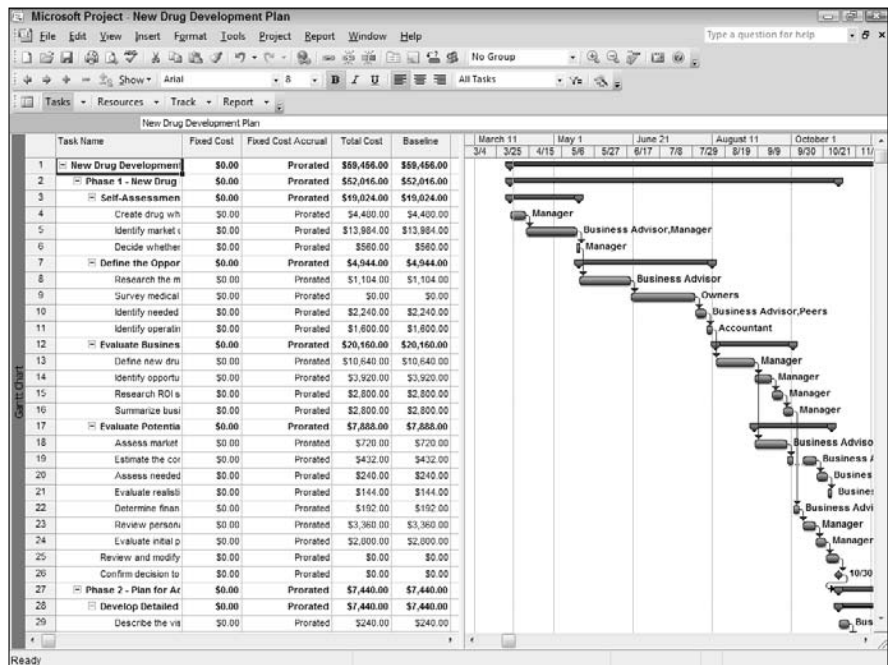 Microsoft Project - New Drug Development Plan
File Edit View Insert Format Tools Project Report Window Help Type a question for help
No Group
Show Arial 8 B I U All Tasks
Tasks Resources Track Report
New Drug Development Plan
Task Name Fixed Cost Fixed Cost Accrual Total Cost Baseline March 11 May 1 June 21 August 11 October 1
3/4 3/25 4/15 5/6 5/27 6/17 7/8 7/29 8/19 9/9 9/30 10/21 11/
1 New Drug Development $0.00 Prorated $59,456.00 $59,456.00
2 Phase 1 - New Drug $0.00 Prorated $52,016.00 $52,016.00
3 Self-Assessmen $0.00 Prorated $19,024.00 $19,024.00
4 Create drug wh $0.00 Prorated $4,480.00 $4,480.00 Manager
5 Identify market u $0.00 Prorated $13,984.00 $13,984.00 Business Advisor,Manager
6 Decide whether $0.00 Prorated $560.00 $560.00 Manager
7 Define the Oppor $0.00 Prorated $4,944.00 $4,944.00
8 Research the m $0.00 Prorated $1,104.00 $1,104.00 Business Advisor
9 Survey medical $0.00 Prorated $0.00 $0.00 Owners
10 Identify needed $0.00 Prorated $2,240.00 $2,240.00 Business Advisor,Peers
11 Identify operatin $0.00 Prorated $1,600.00 $1,600.00 Accountant
12 Evaluate Busines $0.00 Prorated $20,160.00 $20,160.00
13 Define new dru $0.00 Prorated $10,640.00 $10,640.00 Manager
14 Identify opportu $0.00 Prorated $3,920.00 $3,920.00 Manager
15 Research ROI s $0.00 Prorated $2,800.00 $2,800.00 Manager
16 Summarize busi $0.00 Prorated $2,800.00 $2,800.00 Manager
17 Evaluate Potentia $0.00 Prorated $7,888.00 $7,888.00
18 Assess market $0.00 Prorated $720.00 $720.00 Business Adviso
19 Estimate the cor $0.00 Prorated $432.00 $432.00 Business A
20 Assess needed $0.00 Prorated $240.00 $240.00 Busines
21 Evaluate realisti $0.00 Prorated $144.00 $144.00 Busines
22 Determine finan $0.00 Prorated $192.00 $192.00 Business Advi
23 Review persona $0.00 Prorated $3,360.00 $3,360.00 Manager
24 Evaluate initial p $0.00 Prorated $2,800.00 $2,800.00 Manager
25 Review and modify $0.00 Prorated $0.00 $0.00
26 Confirm decision to $0.00 Prorated $0.00 $0.00 10/30
27 Phase 2 - Plan for Ac $0.00 Prorated $7,440.00 $7,440.00
28 Develop Detailed $0.00 Prorated $7,440.00 $7,440.00
29 Describe the vis $0.00 Prorated $240.00 $240.00 Bus
Gantt Chart
Ready